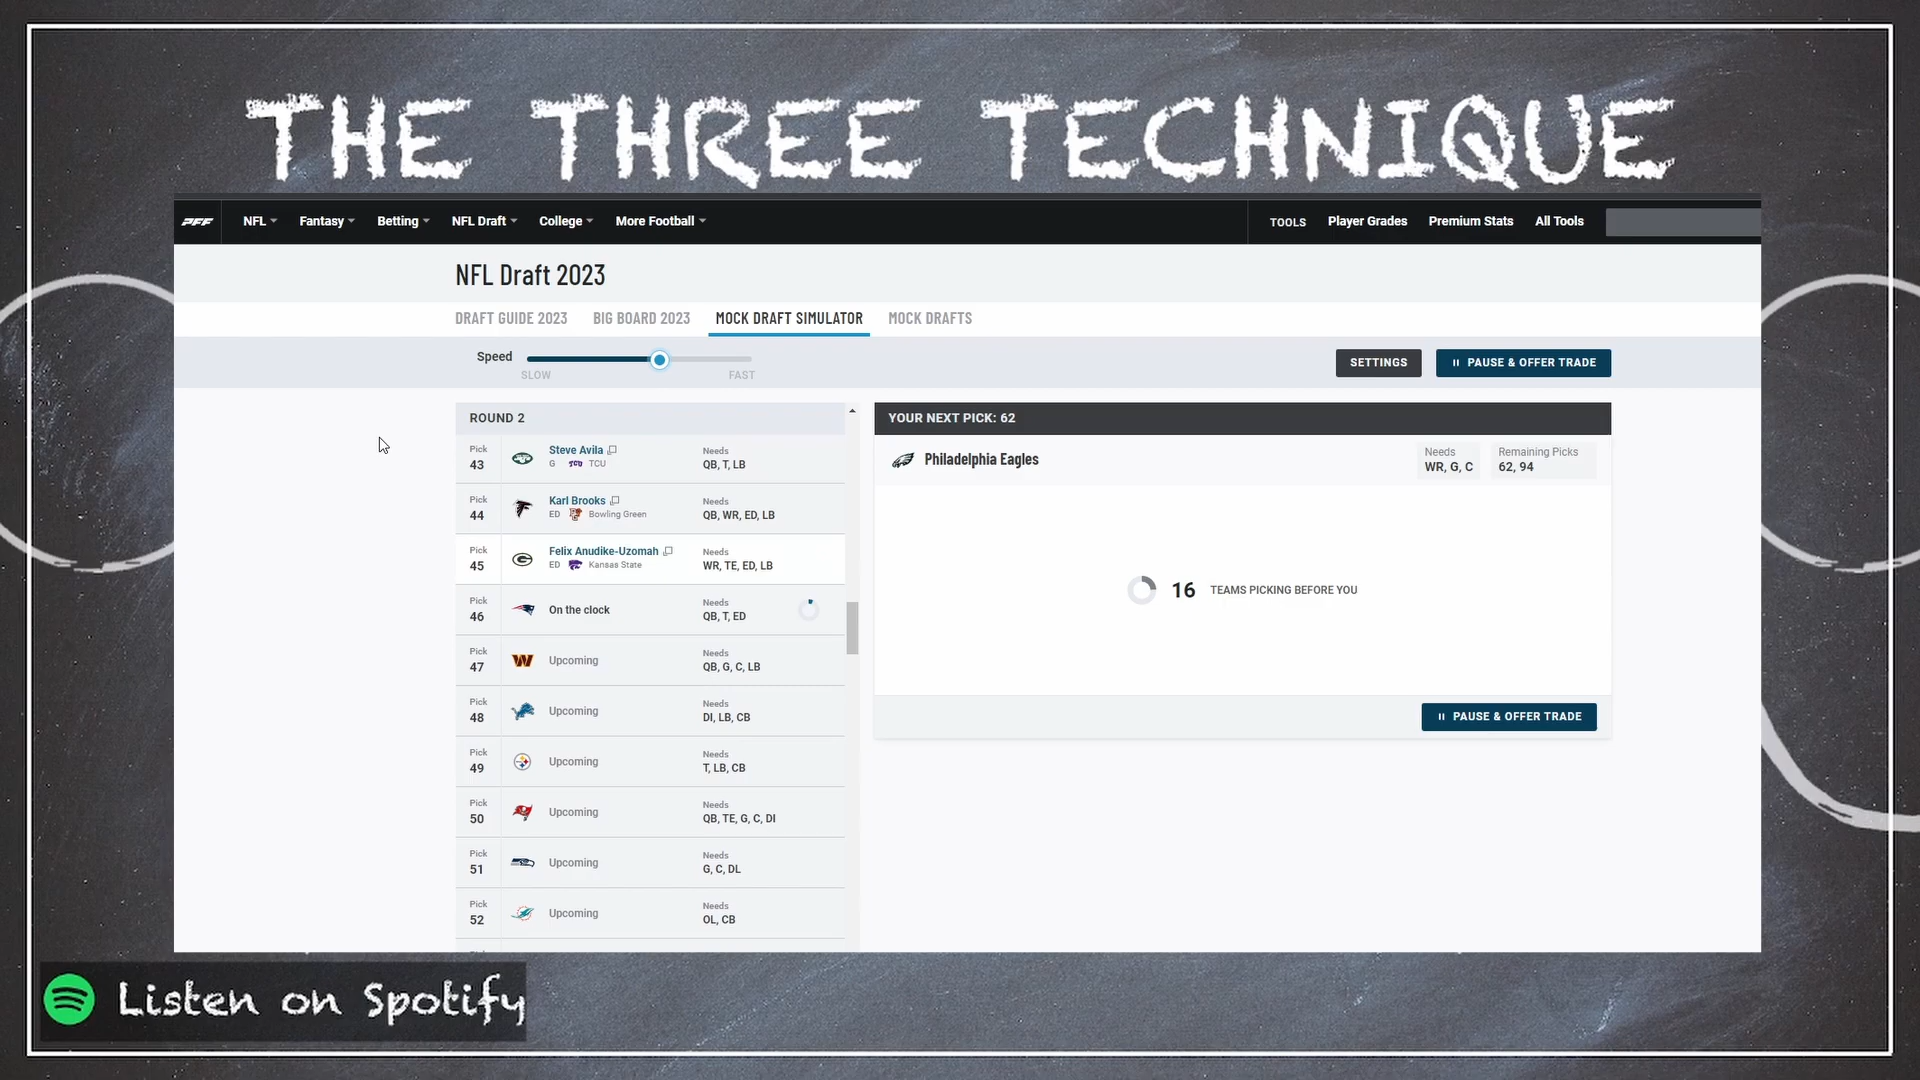 THE THREE TECHNIQUE
PFF NFL Fantasy Betting NFL Draft College More Football TOOLS Player Grades Premium Stats All Tools
NFL Draft 2023
DRAFT GUIDE 2023 BIG BOARD 2023 MOCK DRAFT SIMULATOR MOCK DRAFTS
Speed
SLOW FAST
SETTINGS PAUSE & OFFER TRADE
ROUND 2
Pick 43 Steve Avila G TCU TCU Needs QB, T, LB
Pick 44 Karl Brooks ED Bowling Green Needs QB, WR, ED, LB
Pick 45 Felix Anudike-Uzomah ED Kansas State Needs WR, TE, ED, LB
Pick 46 On the clock Needs QB, T, ED
Pick 47 W Upcoming Needs QB, G, C, LB
Pick 48 Upcoming Needs DI, LB, CB
Pick 49 Upcoming Needs T, LB, CB
Pick 50 Upcoming Needs QB, TE, G, C, DI
Pick 51 Upcoming Needs G, C, DL
Pick 52 Upcoming Needs OL, CB
YOUR NEXT PICK: 62
Philadelphia Eagles Needs WR, G, C Remaining Picks 62, 94
16 TEAMS PICKING BEFORE YOU
PAUSE & OFFER TRADE
Listen on Spotify